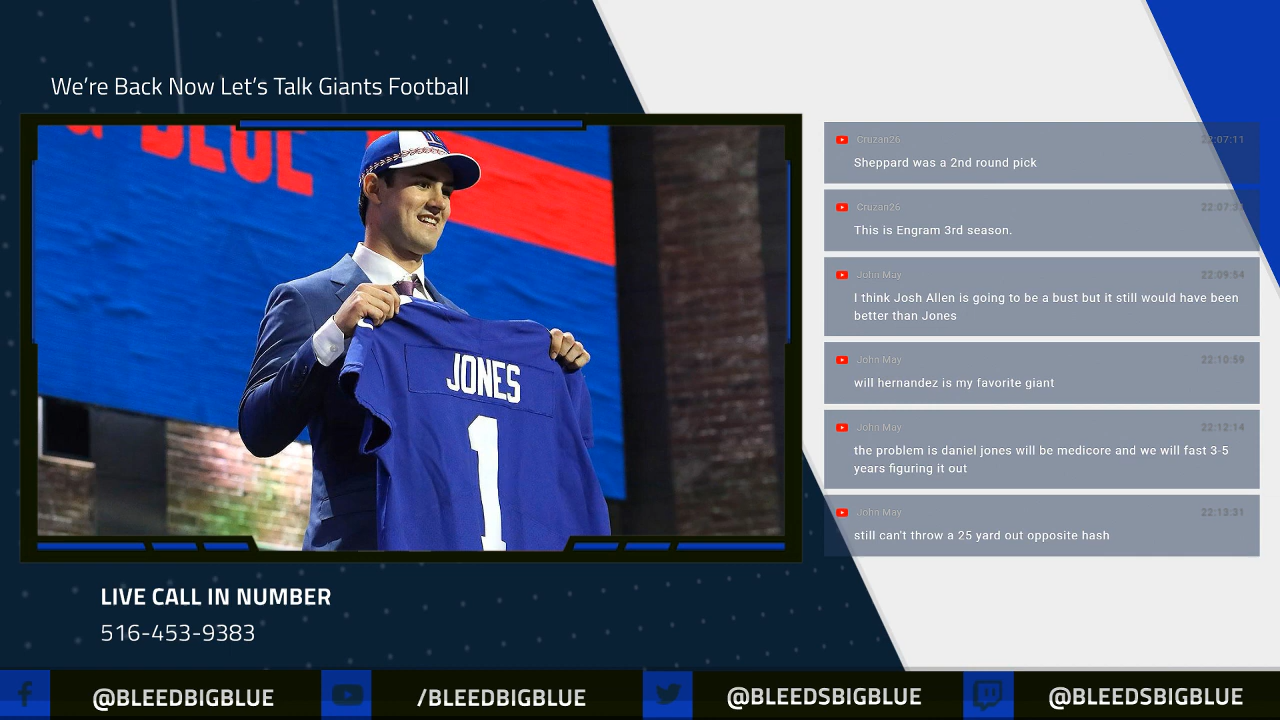 We're Back Now Let's Talk Giants Football
BLUE
JONES
1
Cruzan26
22:07:11
Sheppard was a 2nd round pick
Cruzan26
This is Engram 3rd season.
John May
22:09:54
I think Josh Allen is going to be a bust but it still would have been
better than Jones
John May
22:10:59
will hernandez is my favorite giant
John May
22:12:14
the problem is daniel jones will be medicore and we will fast 3-5
years figuring it out
John May
22:13:31
still can't throw a 25 yard out opposite hash
LIVE CALL IN NUMBER
516-453-9383
@BLEEDBIGBLUE
/BLEEDBIGBLUE
@BLEEDSBIGBLUE
@BLEEDSBIGBLUE